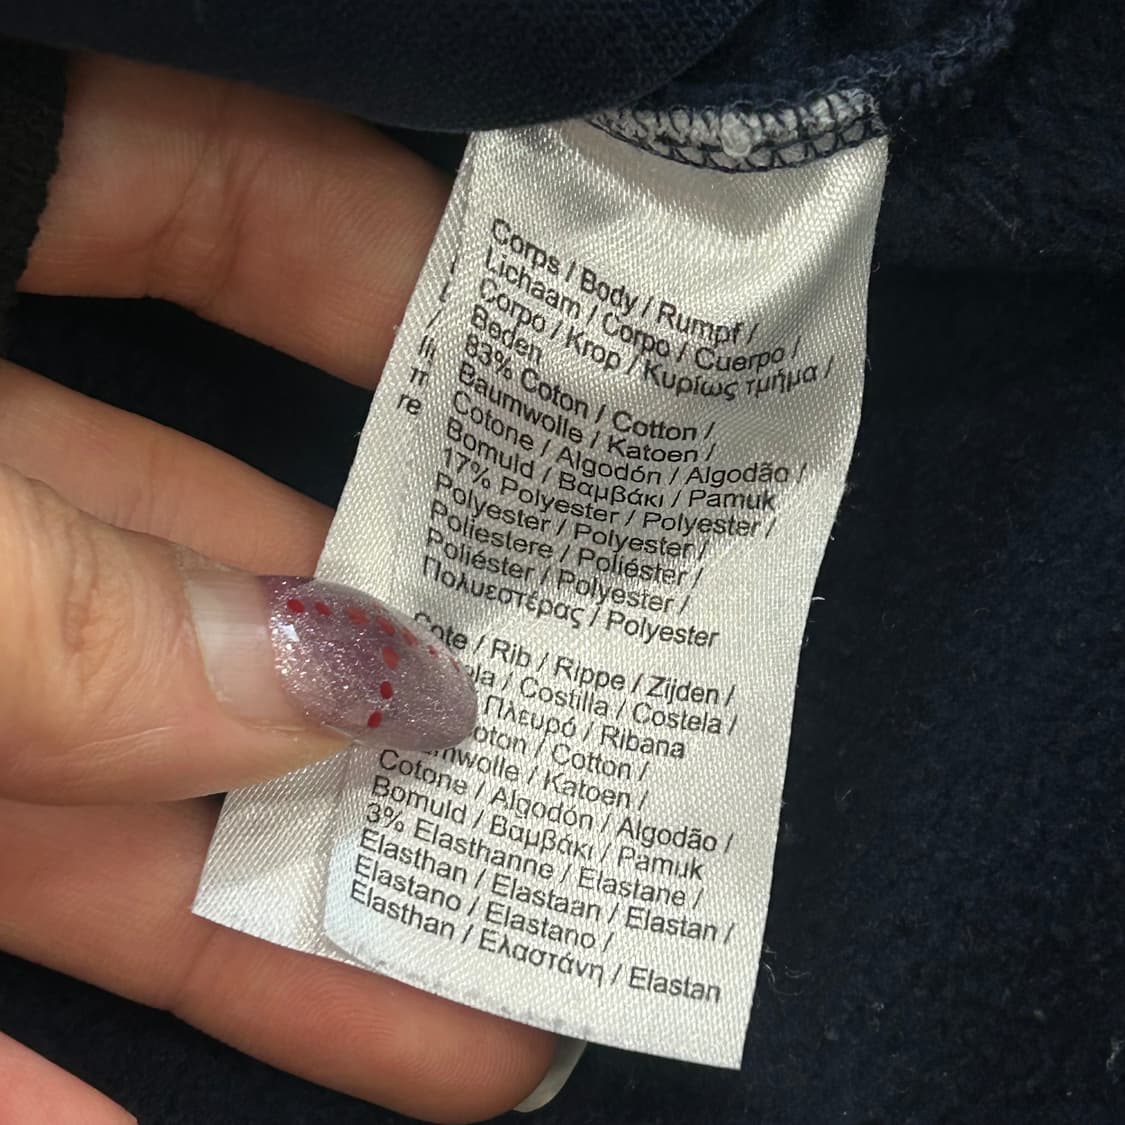 Corps / Body / Rumpf /
Lichaam / Corpo / Cuerpo /
Corpo / Krop / Κυρίως τμήμα /
Beden
83% Coton / Cotton /
Baumwolle / Katoen /
Cotone / Algodón / Algodão /
Bomuld / Βαμβάκι / Pamuk
17% Polyester / Polyester /
Polyester / Polyester /
Poliestere / Poliéster /
Poliéster / Polyester /
Πολυεστέρας / Polyester
Cote / Rib / Rippe / Zijden /
/ Costilla / Costela /
Πλευρό / Ribana
/ Cotton /
/ Katoen /
Cotone / Algodón / Algodão /
Bomuld / Βαμβάκι / Pamuk
3% Elasthanne / Elastane /
Elasthan / Elastaan / Elastan /
Elastano / Elastano /
Elasthan / Ελαστάνη / Elastan